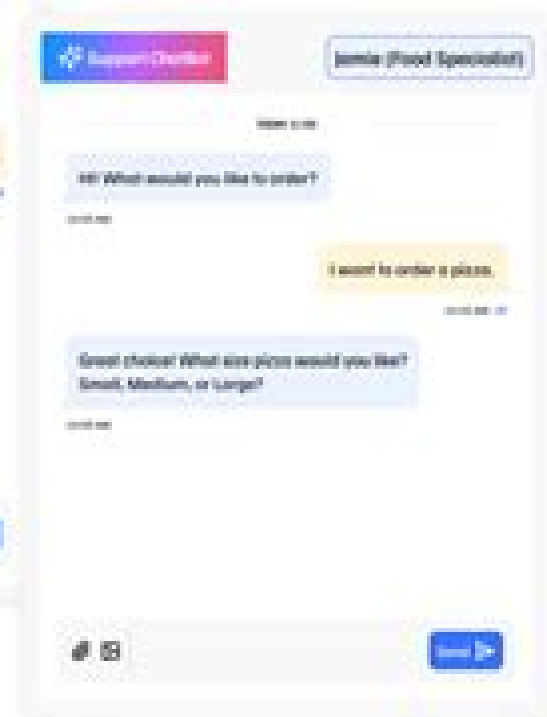 Support ChatBot
Jamie (Food Specialist)
Hi! What would you like to order?
I want to order a pizza.
Great choice! What size pizza would you like?
Small, Medium, or Large?
Send